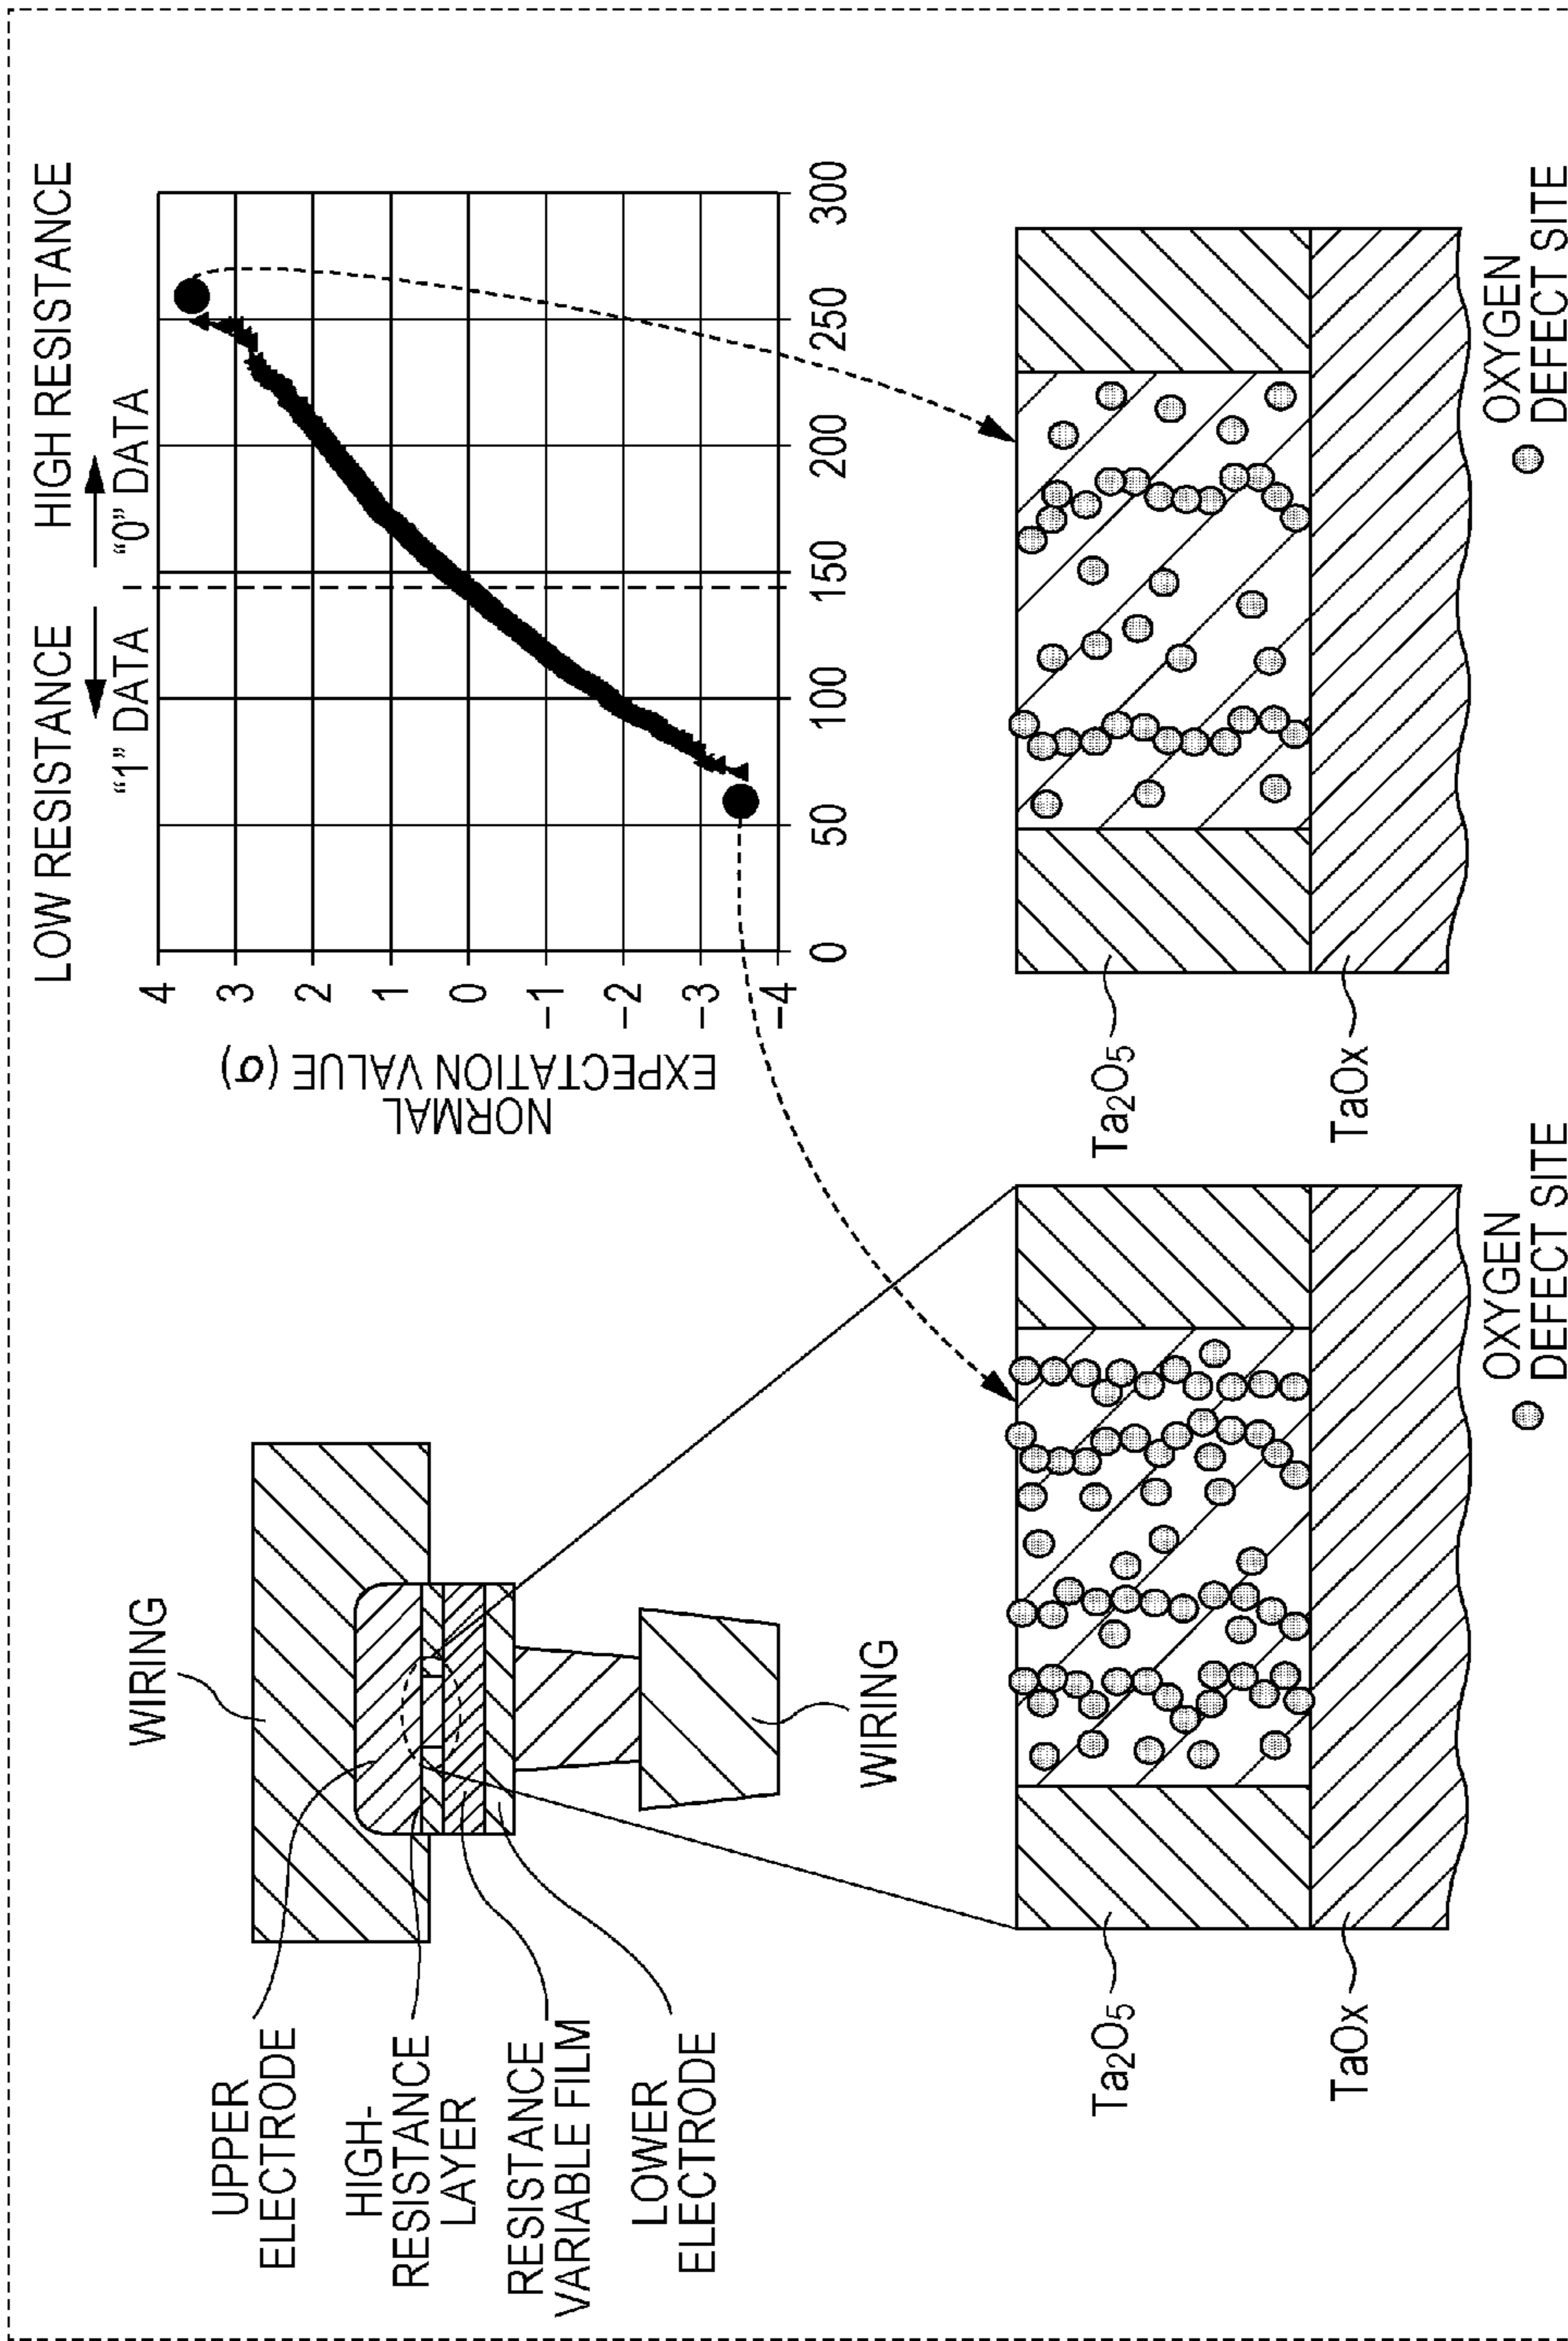 UPPER
ELECTRODE
HIGH-
RESISTANCE
LAYER
RESISTANCE
VARIABLE FILM
LOWER
ELECTRODE
WIRING
WIRING
LOW RESISTANCE
HIGH RESISTANCE
"1" DATA
"0" DATA
NORMAL
EXPECTATION VALUE (σ)
4
3
2
1
0
−1
−2
−3
−4
0
50
100
150
200
250
300
Ta2O5
TaOx
OXYGEN
DEFECT SITE
Ta2O5
TaOx
OXYGEN
DEFECT SITE